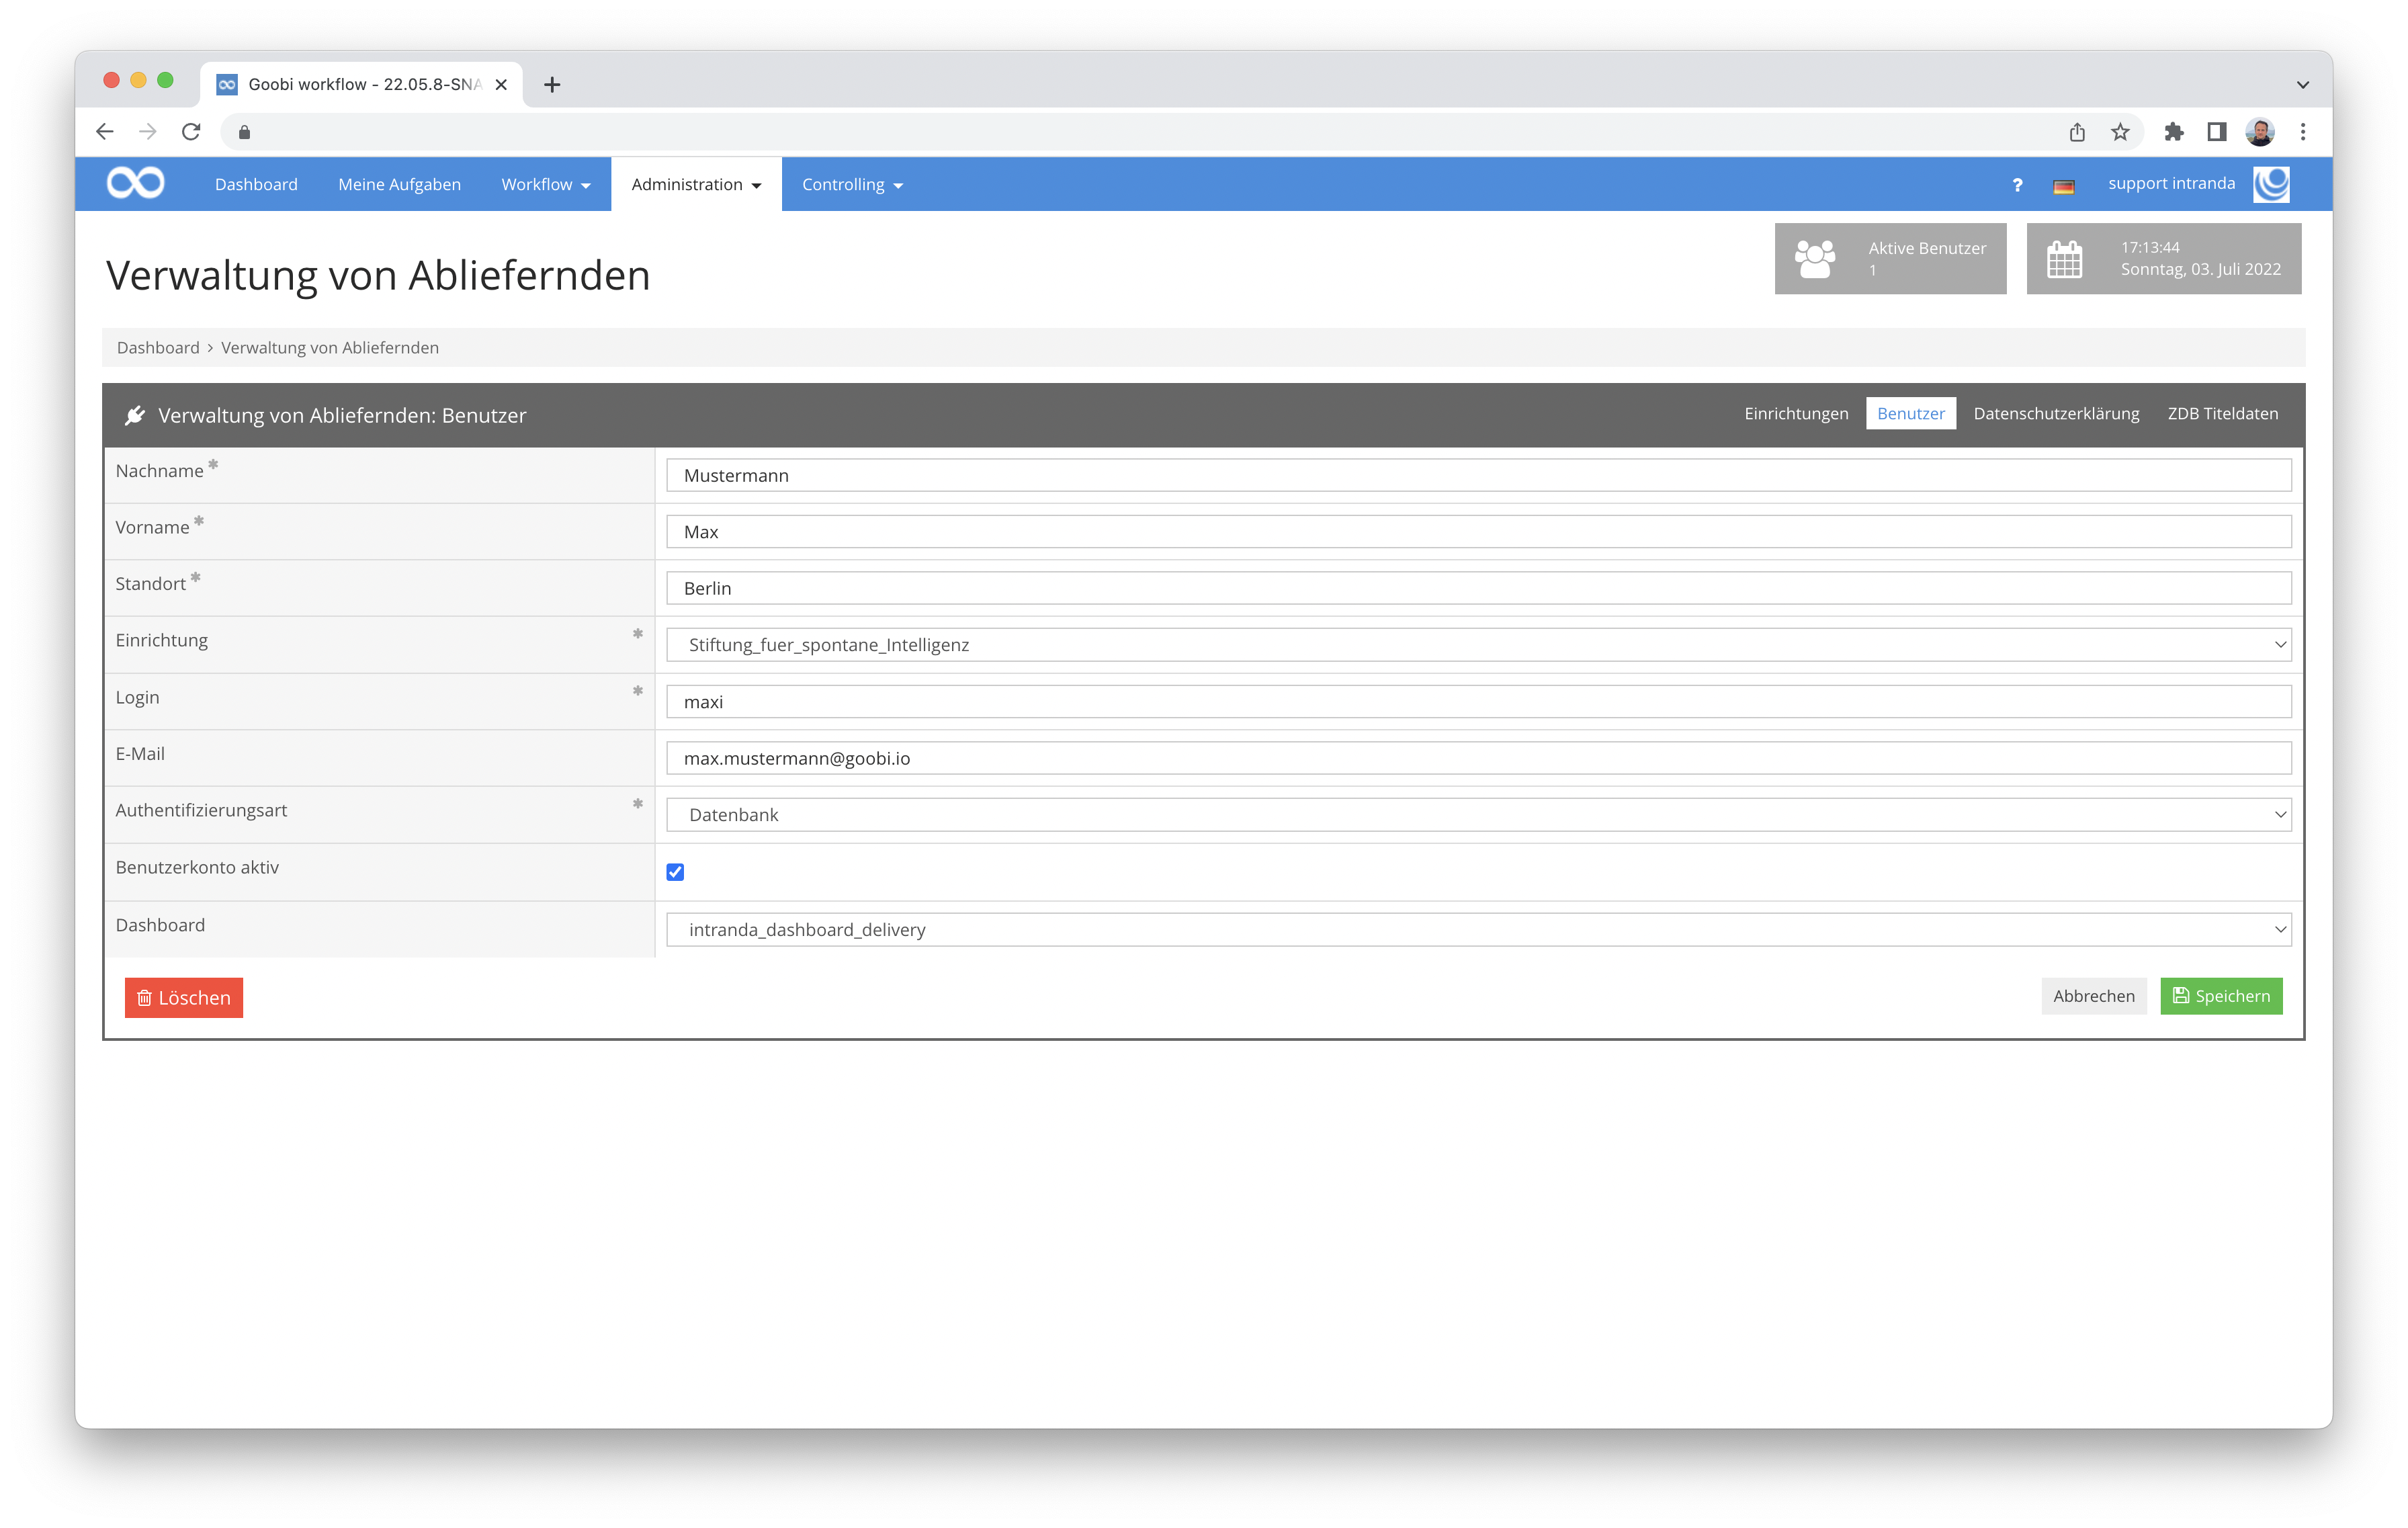 Goobi workflow - 22.05.8-SNA
Dashboard
Meine Aufgaben
Workflow
Administration
Controlling
?
support intranda
Verwaltung von Abliefernden
Aktive Benutzer
1
17:13:44
Sonntag, 03. Juli 2022
Dashboard › Verwaltung von Abliefernden
Verwaltung von Abliefernden: Benutzer
Einrichtungen
Benutzer
Datenschutzerklärung
ZDB Titeldaten
Nachname * Mustermann
Vorname * Max
Standort * Berlin
Einrichtung * Stiftung_fuer_spontane_Intelligenz
Login * maxi
E-Mail max.mustermann@goobi.io
Authentifizierungsart * Datenbank
Benutzerkonto aktiv
Dashboard intranda_dashboard_delivery
Löschen
Abbrechen
Speichern